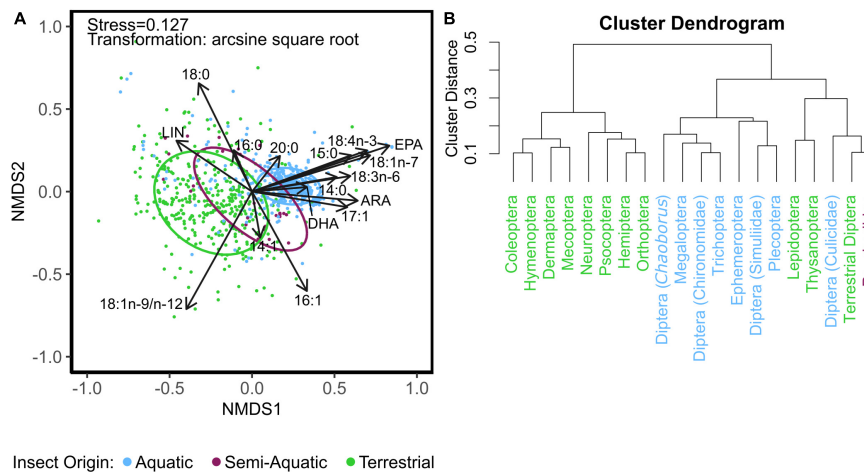 A
Stress=0.127
Transformation: arcsine square root
1.0
0.5
0.0
-0.5
-1.0
NMDS2
18:0
LIN
16:0
20:0
15:0
18:4n-3
EPA
18:1n-7
18:3n-6
14:0
ARA
17:1
DHA
14:1
16:1
18:1n-9/n-12
-1.0 -0.5 0.0 0.5 1.0
NMDS1
Insect Origin: Aquatic Semi-Aquatic Terrestrial
B
Cluster Dendrogram
Cluster Distance
0.5
0.3
0.1
Coleoptera
Hymenoptera
Dermaptera
Mecoptera
Neuroptera
Psocoptera
Hemiptera
Orthoptera
Diptera (Chaoborus)
Megaloptera
Diptera (Chironomidae)
Trichoptera
Ephemeroptera
Diptera (Simuliidae)
Plecoptera
Lepidoptera
Thysanoptera
Diptera (Culicidae)
Terrestrial Diptera